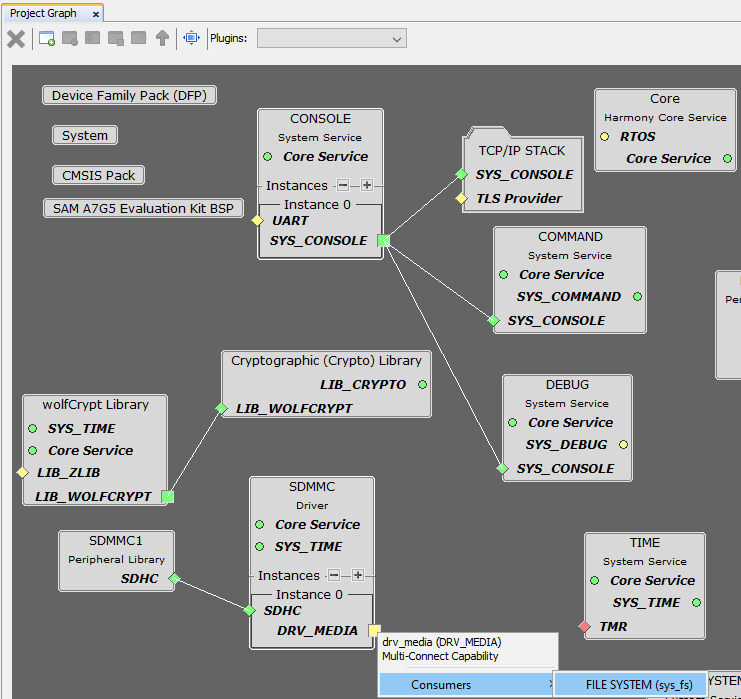 Project Graph
Plugins:
Device Family Pack (DFP)
System
CMSIS Pack
SAM A7G5 Evaluation Kit BSP
CONSOLE
System Service
Core Service
Instances
Instance 0
UART
SYS_CONSOLE
TCP/IP STACK
SYS_CONSOLE
TLS Provider
Core
Harmony Core Service
RTOS
Core Service
COMMAND
System Service
Core Service
SYS_COMMAND
SYS_CONSOLE
Pe
Cryptographic (Crypto) Library
LIB_CRYPTO
LIB_WOLFCRYPT
DEBUG
System Service
Core Service
SYS_DEBUG
SYS_CONSOLE
wolfCrypt Library
SYS_TIME
Core Service
LIB_ZLIB
LIB_WOLFCRYPT
SDMMC
Driver
Core Service
SYS_TIME
Instances
Instance 0
SDHC
DRV_MEDIA
SDMMC1
Peripheral Library
SDHC
TIME
System Service
Core Service
SYS_TIME
TMR
drv_media (DRV_MEDIA)
Multi-Connect Capability
Consumers
FILE SYSTEM (sys_fs)
YSTEM